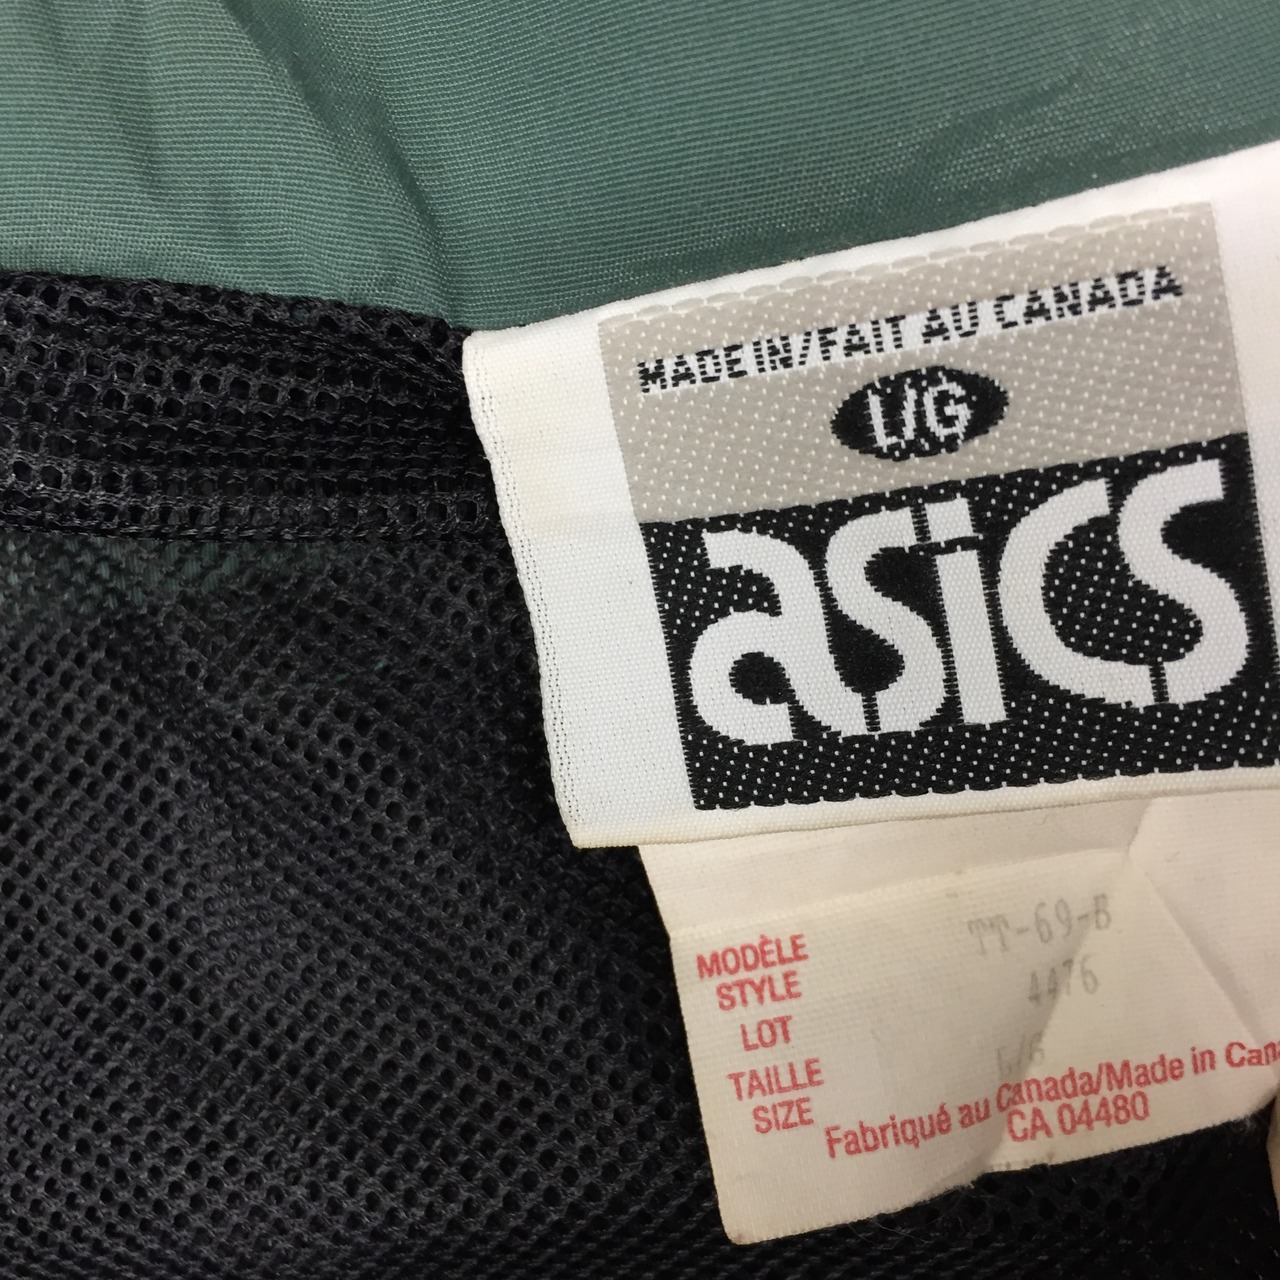 MADE IN/FAIT AU CANADA
L/G
asics
MODÈLE TT-69-B
STYLE 4476
LOT
TAILLE L/G
SIZE
Fabriqué au Canada/Made in Cana
CA 04480